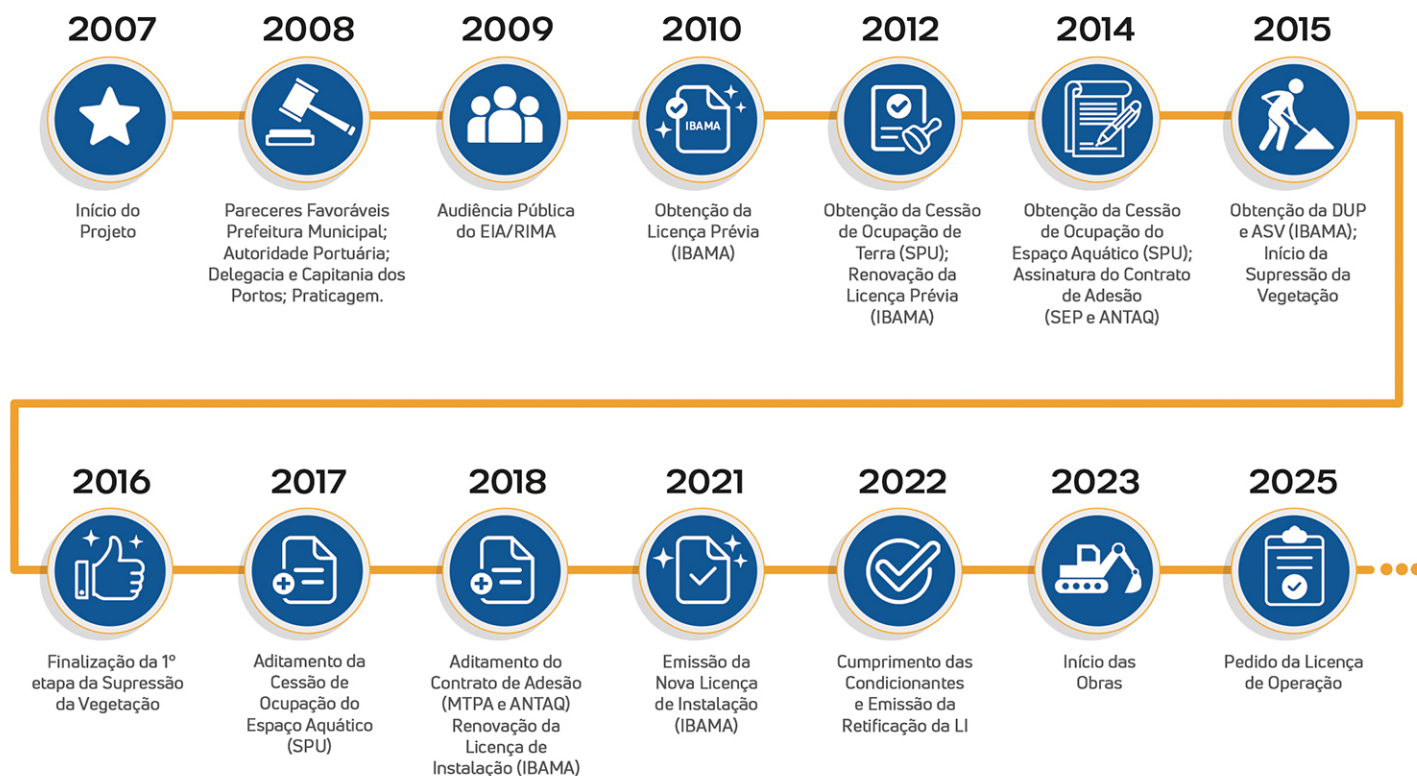 2007
Início do
Projeto
2008
Pareceres Favoráveis
Prefeitura Municipal;
Autoridade Portuária;
Delegacia e Capitania dos
Portos; Praticagem.
2009
Audiência Pública
do EIA/RIMA
2010
IBAMA
Obtenção da
Licença Prévia
(IBAMA)
2012
Obtenção da Cessão
de Ocupação de
Terra (SPU);
Renovação da
Licença Prévia
(IBAMA)
2014
Obtenção da Cessão
de Ocupação do
Espaço Aquático (SPU);
Assinatura do Contrato
de Adesão
(SEP e ANTAQ)
2015
Obtenção da DUP
e ASV (IBAMA);
Início da
Supressão da
Vegetação
2016
Finalização da 1º
etapa da Supressão
da Vegetação
2017
Aditamento da
Cessão de
Ocupação do
Espaço Aquático
(SPU)
2018
Aditamento do
Contrato de Adesão
(MTPA e ANTAQ)
Renovação da
Licença de
Instalação (IBAMA)
2021
Emissão da
Nova Licença
de Instalação
(IBAMA)
2022
Cumprimento das
Condicionantes
e Emissão da
Retificação da LI
2023
Início das
Obras
2025
Pedido da Licença
de Operação